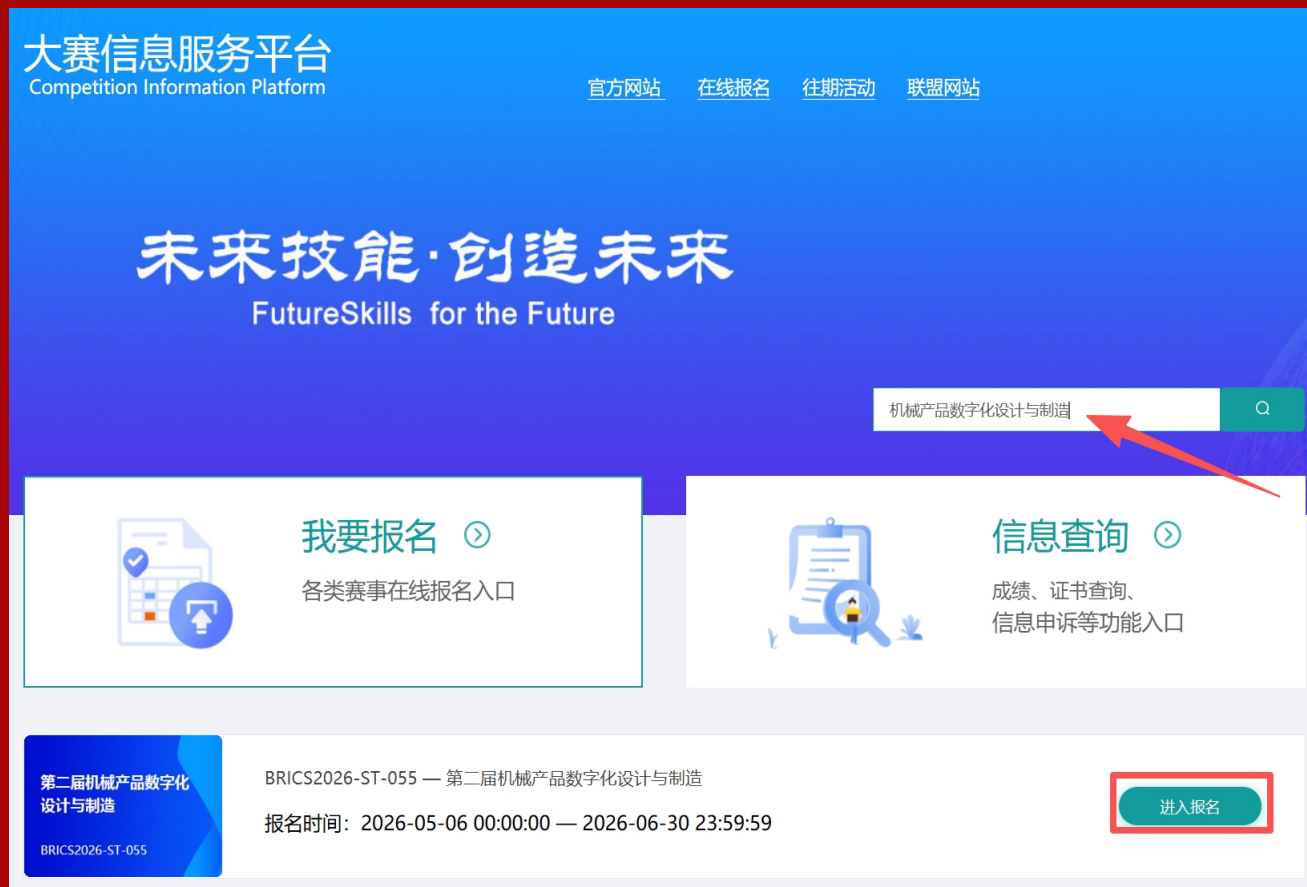 大赛信息服务平台
Competition Information Platform
官方网站 在线报名 往期活动 联盟网站
未来技能·创造未来
FutureSkills for the Future
机械产品数字化设计与制造
我要报名
各类赛事在线报名入口
信息查询
成绩、证书查询、
信息申诉等功能入口
第二届机械产品数字化
设计与制造
BRICS2026-ST-055
BRICS2026-ST-055 — 第二届机械产品数字化设计与制造
报名时间：2026-05-06 00:00:00 — 2026-06-30 23:59:59
进入报名